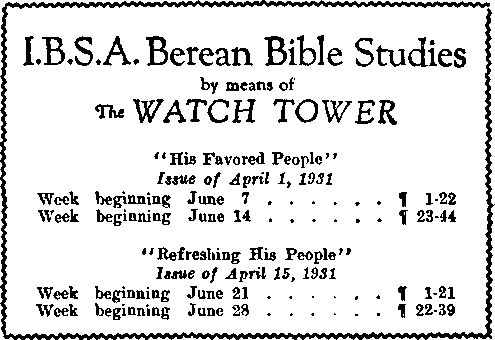 I.B.S.A. Berean Bible Studies
by means of
The WATCH TOWER
"His Favored People"
Issue of April 1, 1931
Week beginning June 7 . . . . . . ¶ 1-22
Week beginning June 14 . . . . . . ¶ 23-44
"Refreshing His People"
Issue of April 15, 1931
Week beginning June 21 . . . . . . ¶ 1-21
Week beginning June 28 . . . . . . ¶ 22-39